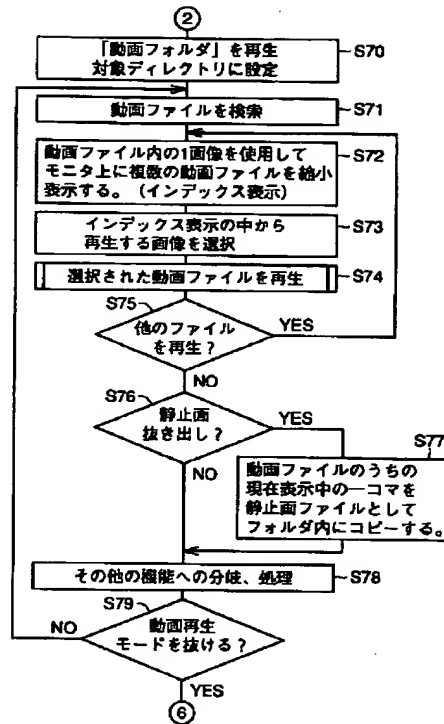 ②
「動画フォルダ」を再生
対象ディレクトリに設定
S70
動画ファイルを検索
S71
動画ファイル内の1画像を使用して
モニタ上に複数の動画ファイルを縮小
表示する。（インデックス表示）
S72
インデックス表示の中から
再生する画像を選択
S73
選択された動画ファイルを再生
S74
S75
他のファイル
を再生？
YES
NO
S76
静止画
抜き出し？
YES
NO
S77
動画ファイルのうちの
現在表示中の一コマを
静止画ファイルとして
フォルダ内にコピーする。
その他の機能への分岐、処理
S78
S79
動画再生
モードを抜ける？
NO
YES
⑥